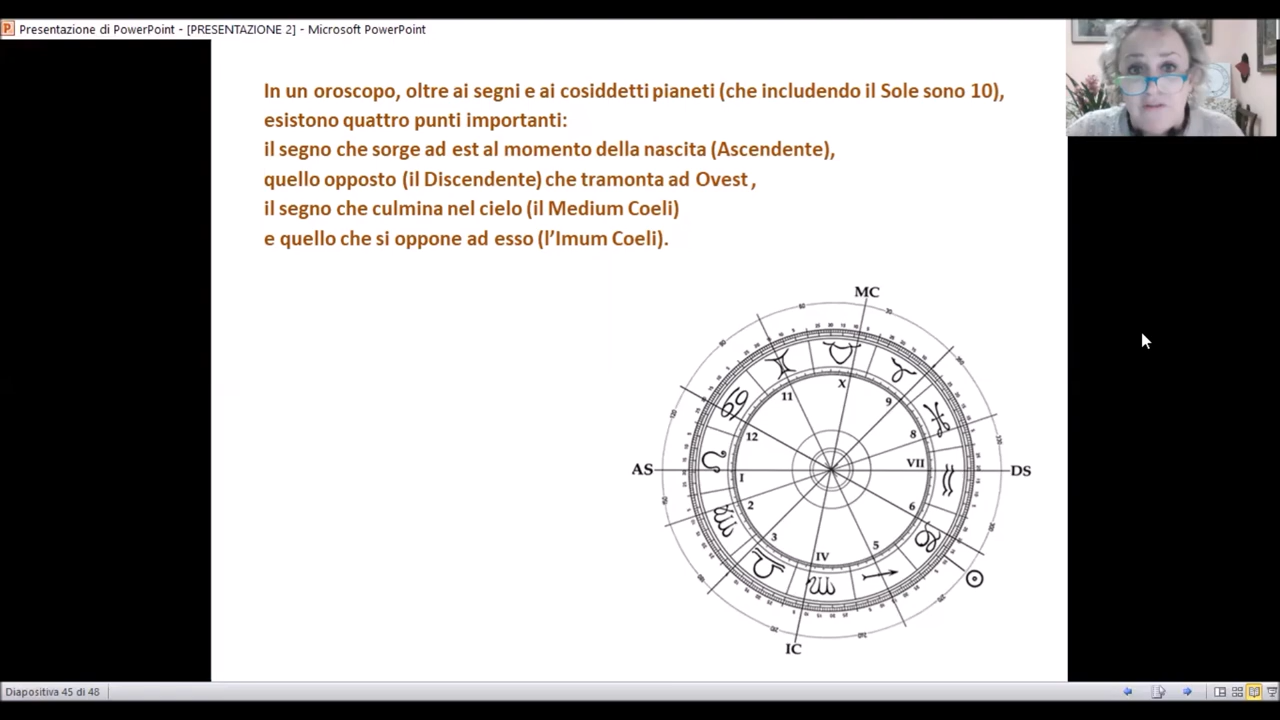 Presentazione di PowerPoint - [PRESENTAZIONE 2] - Microsoft PowerPoint
In un oroscopo, oltre ai segni e ai cosiddetti pianeti (che includendo il Sole sono 10),
esistono quattro punti importanti:
il segno che sorge ad est al momento della nascita (Ascendente),
quello opposto (il Discendente) che tramonta ad Ovest ,
il segno che culmina nel cielo (il Medium Coeli)
e quello che si oppone ad esso (l’Imum Coeli).
MC
X
11
9
12
8
AS
VII
DS
I
2
6
3
5
IV
IC
Diapositiva 45 di 48